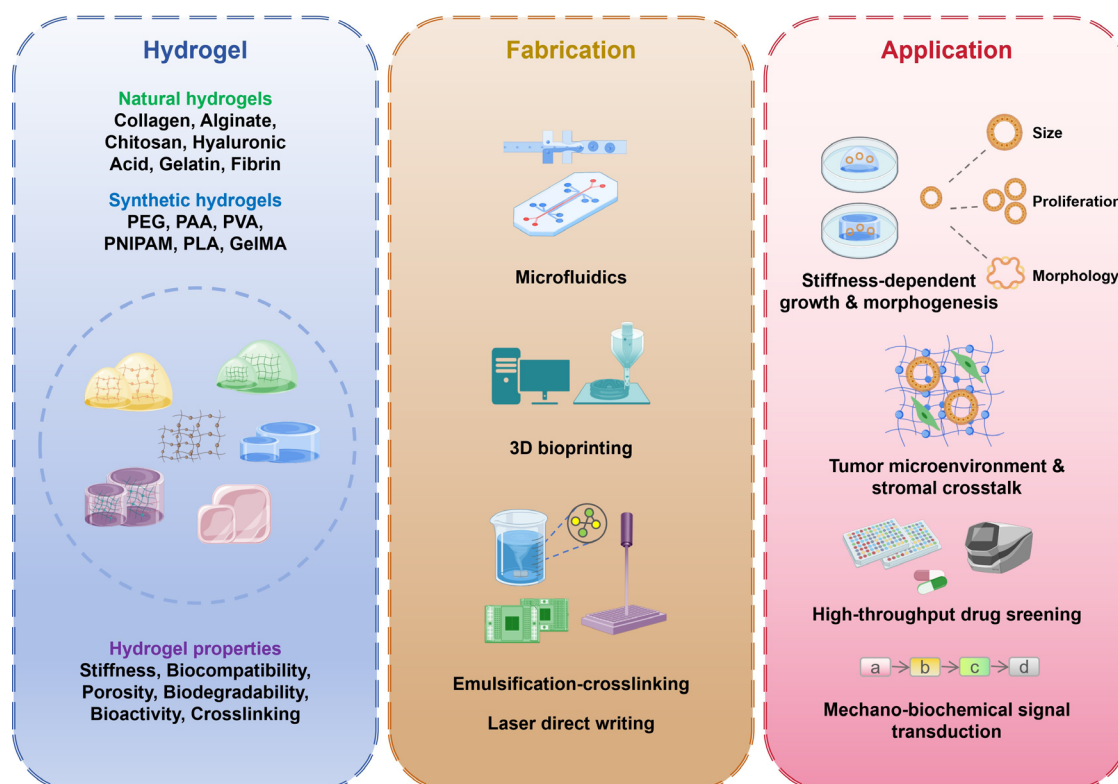 Hydrogel
Natural hydrogels
Collagen, Alginate,
Chitosan, Hyaluronic
Acid, Gelatin, Fibrin
Synthetic hydrogels
PEG, PAA, PVA,
PNIPAM, PLA, GelMA
Hydrogel properties
Stiffness, Biocompatibility,
Porosity, Biodegradability,
Bioactivity, Crosslinking
Fabrication
Microfluidics
3D bioprinting
Emulsification-crosslinking
Laser direct writing
Application
Size
Proliferation
Morphology
Stiffness-dependent
growth & morphogenesis
Tumor microenvironment &
stromal crosstalk
High-throughput drug sreening
a b c d
Mechano-biochemical signal
transduction